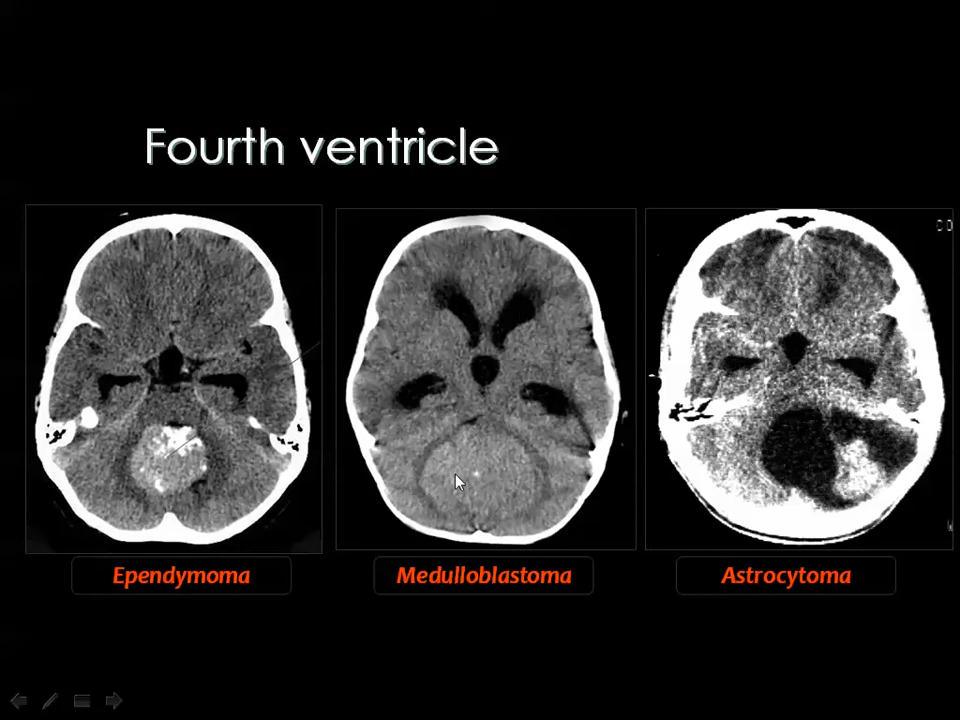 Fourth ventricle
Ependymoma
Medulloblastoma
Astrocytoma